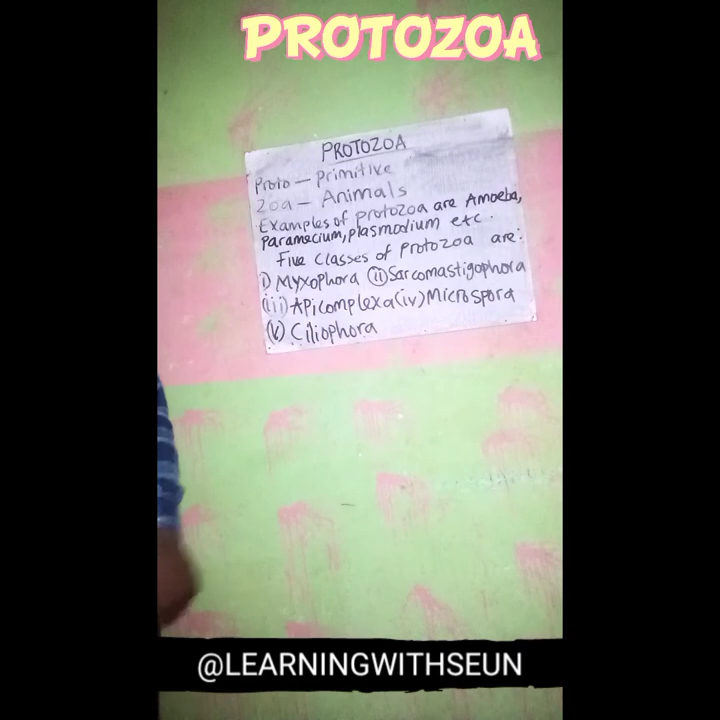 PROTOZOA
PROTOZOA
Proto - Primitive
Zoa - Animals
Examples of protozoa are Amoeba,
Paramecium, plasmodium etc.
Five classes of Protozoa are:
(i) Myxophora (ii) Sarcomastigophora
(iii) Apicomplexa (iv) Microspora
(v) Ciliophora
@LEARNINGWITHSEUN